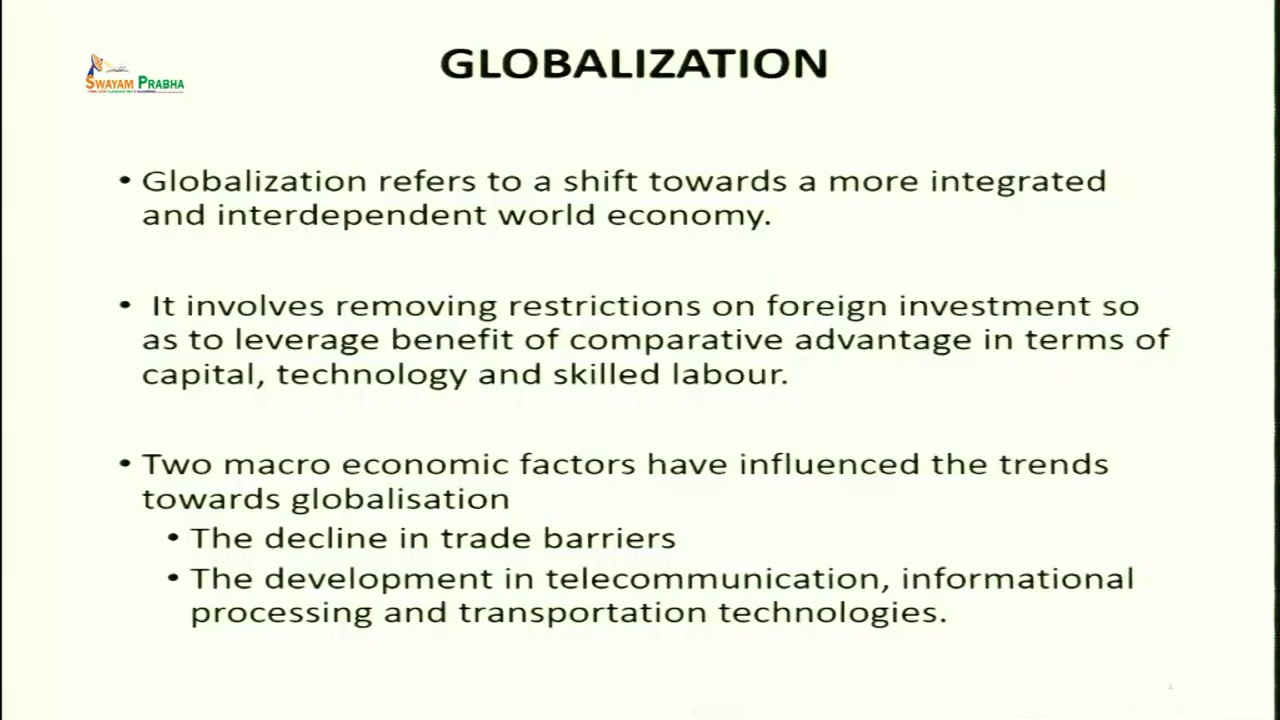 GLOBALIZATION
SWAYAM PRABHA
• Globalization refers to a shift towards a more integrated
and interdependent world economy.
• It involves removing restrictions on foreign investment so
as to leverage benefit of comparative advantage in terms of
capital, technology and skilled labour.
• Two macro economic factors have influenced the trends
towards globalisation
• The decline in trade barriers
• The development in telecommunication, informational
processing and transportation technologies.